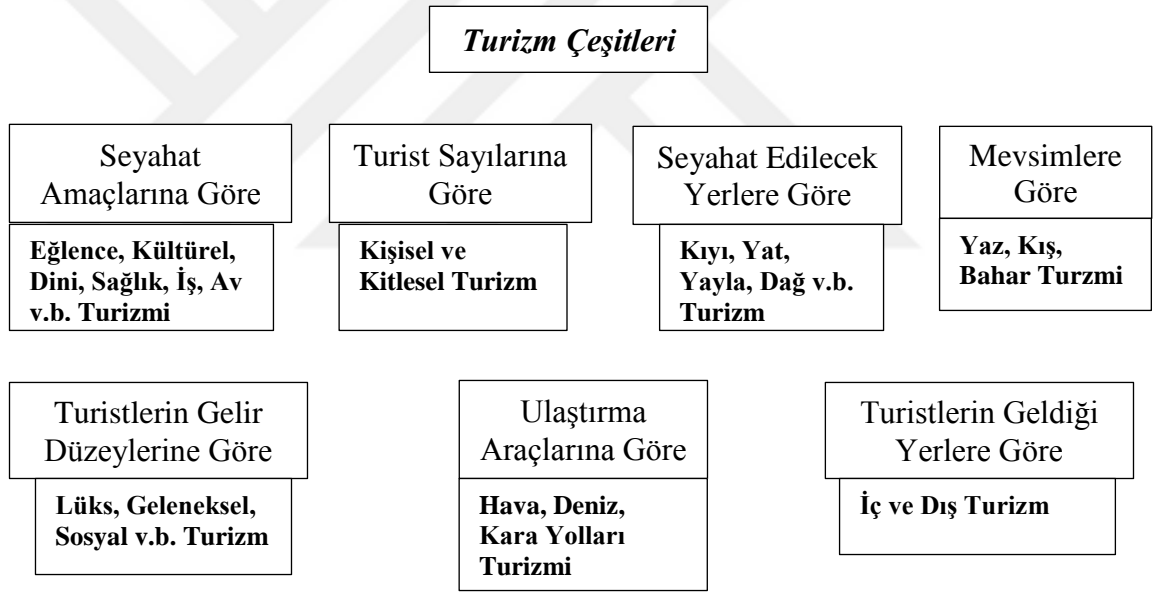 Turizm Çeşitleri
Seyahat
Amaçlarına Göre
Eğlence, Kültürel,
Dini, Sağlık, İş, Av
v.b. Turizmi
Turist Sayılarına
Göre
Kişisel ve
Kitlesel Turizm
Seyahat Edilecek
Yerlere Göre
Kıyı, Yat,
Yayla, Dağ v.b.
Turizm
Mevsimlere
Göre
Yaz, Kış,
Bahar Turzmi
Turistlerin Gelir
Düzeylerine Göre
Lüks, Geleneksel,
Sosyal v.b. Turizm
Ulaştırma
Araçlarına Göre
Hava, Deniz,
Kara Yolları
Turizmi
Turistlerin Geldiği
Yerlere Göre
İç ve Dış Turizm